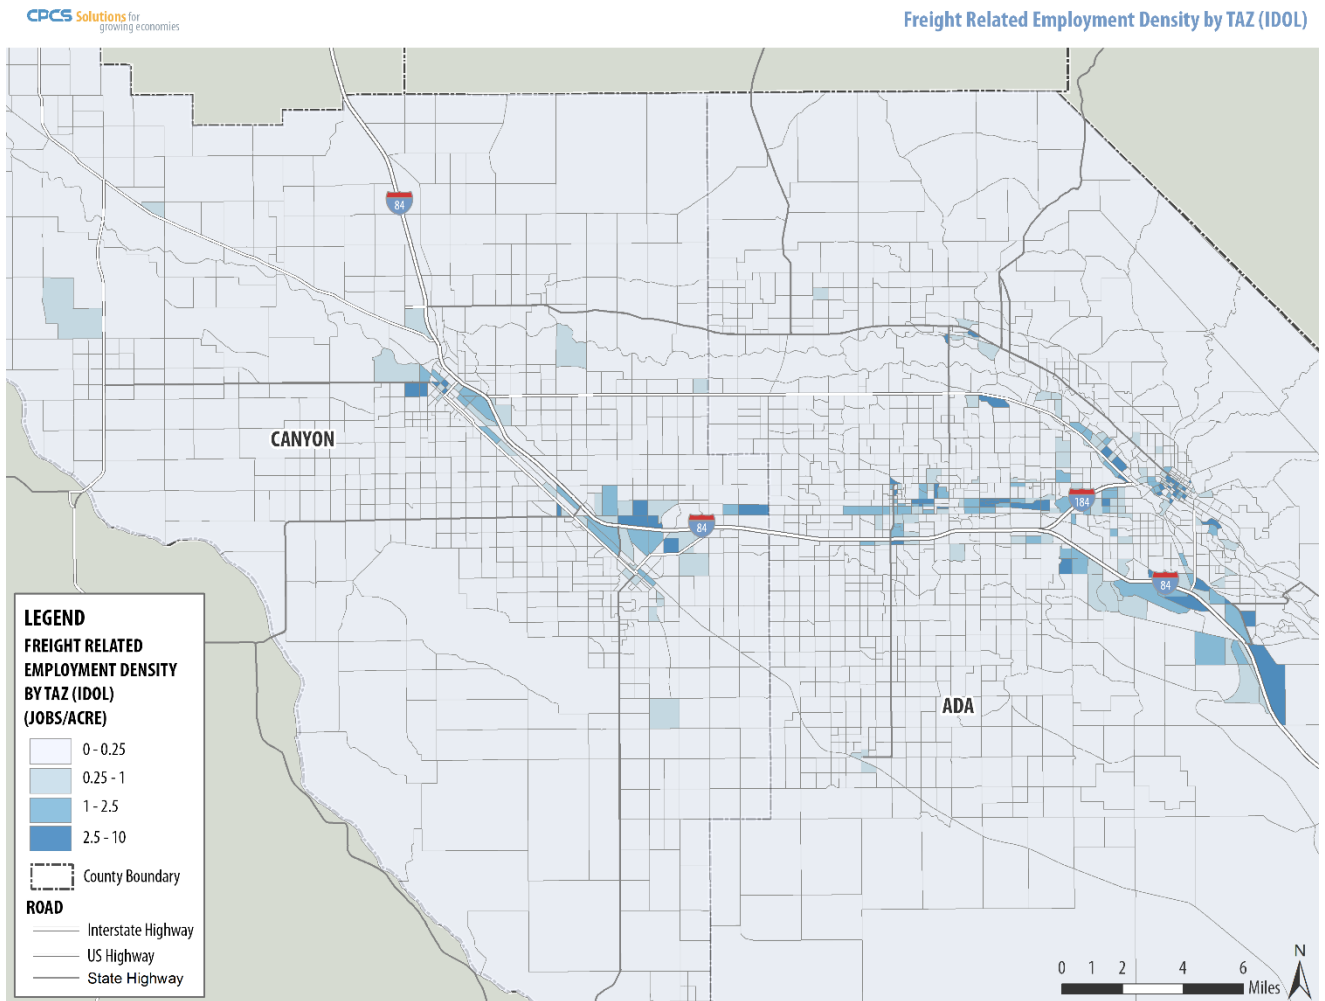 CPCS Solutions for
growing economies
Freight Related Employment Density by TAZ (IDOL)
84
CANYON
184
84
84
ADA
LEGEND
FREIGHT RELATED
EMPLOYMENT DENSITY
BY TAZ (IDOL)
(JOBS/ACRE)
0 - 0.25
0.25 - 1
1 - 2.5
2.5 - 10
County Boundary
ROAD
Interstate Highway
US Highway
State Highway
N
0 1 2 4 6
Miles